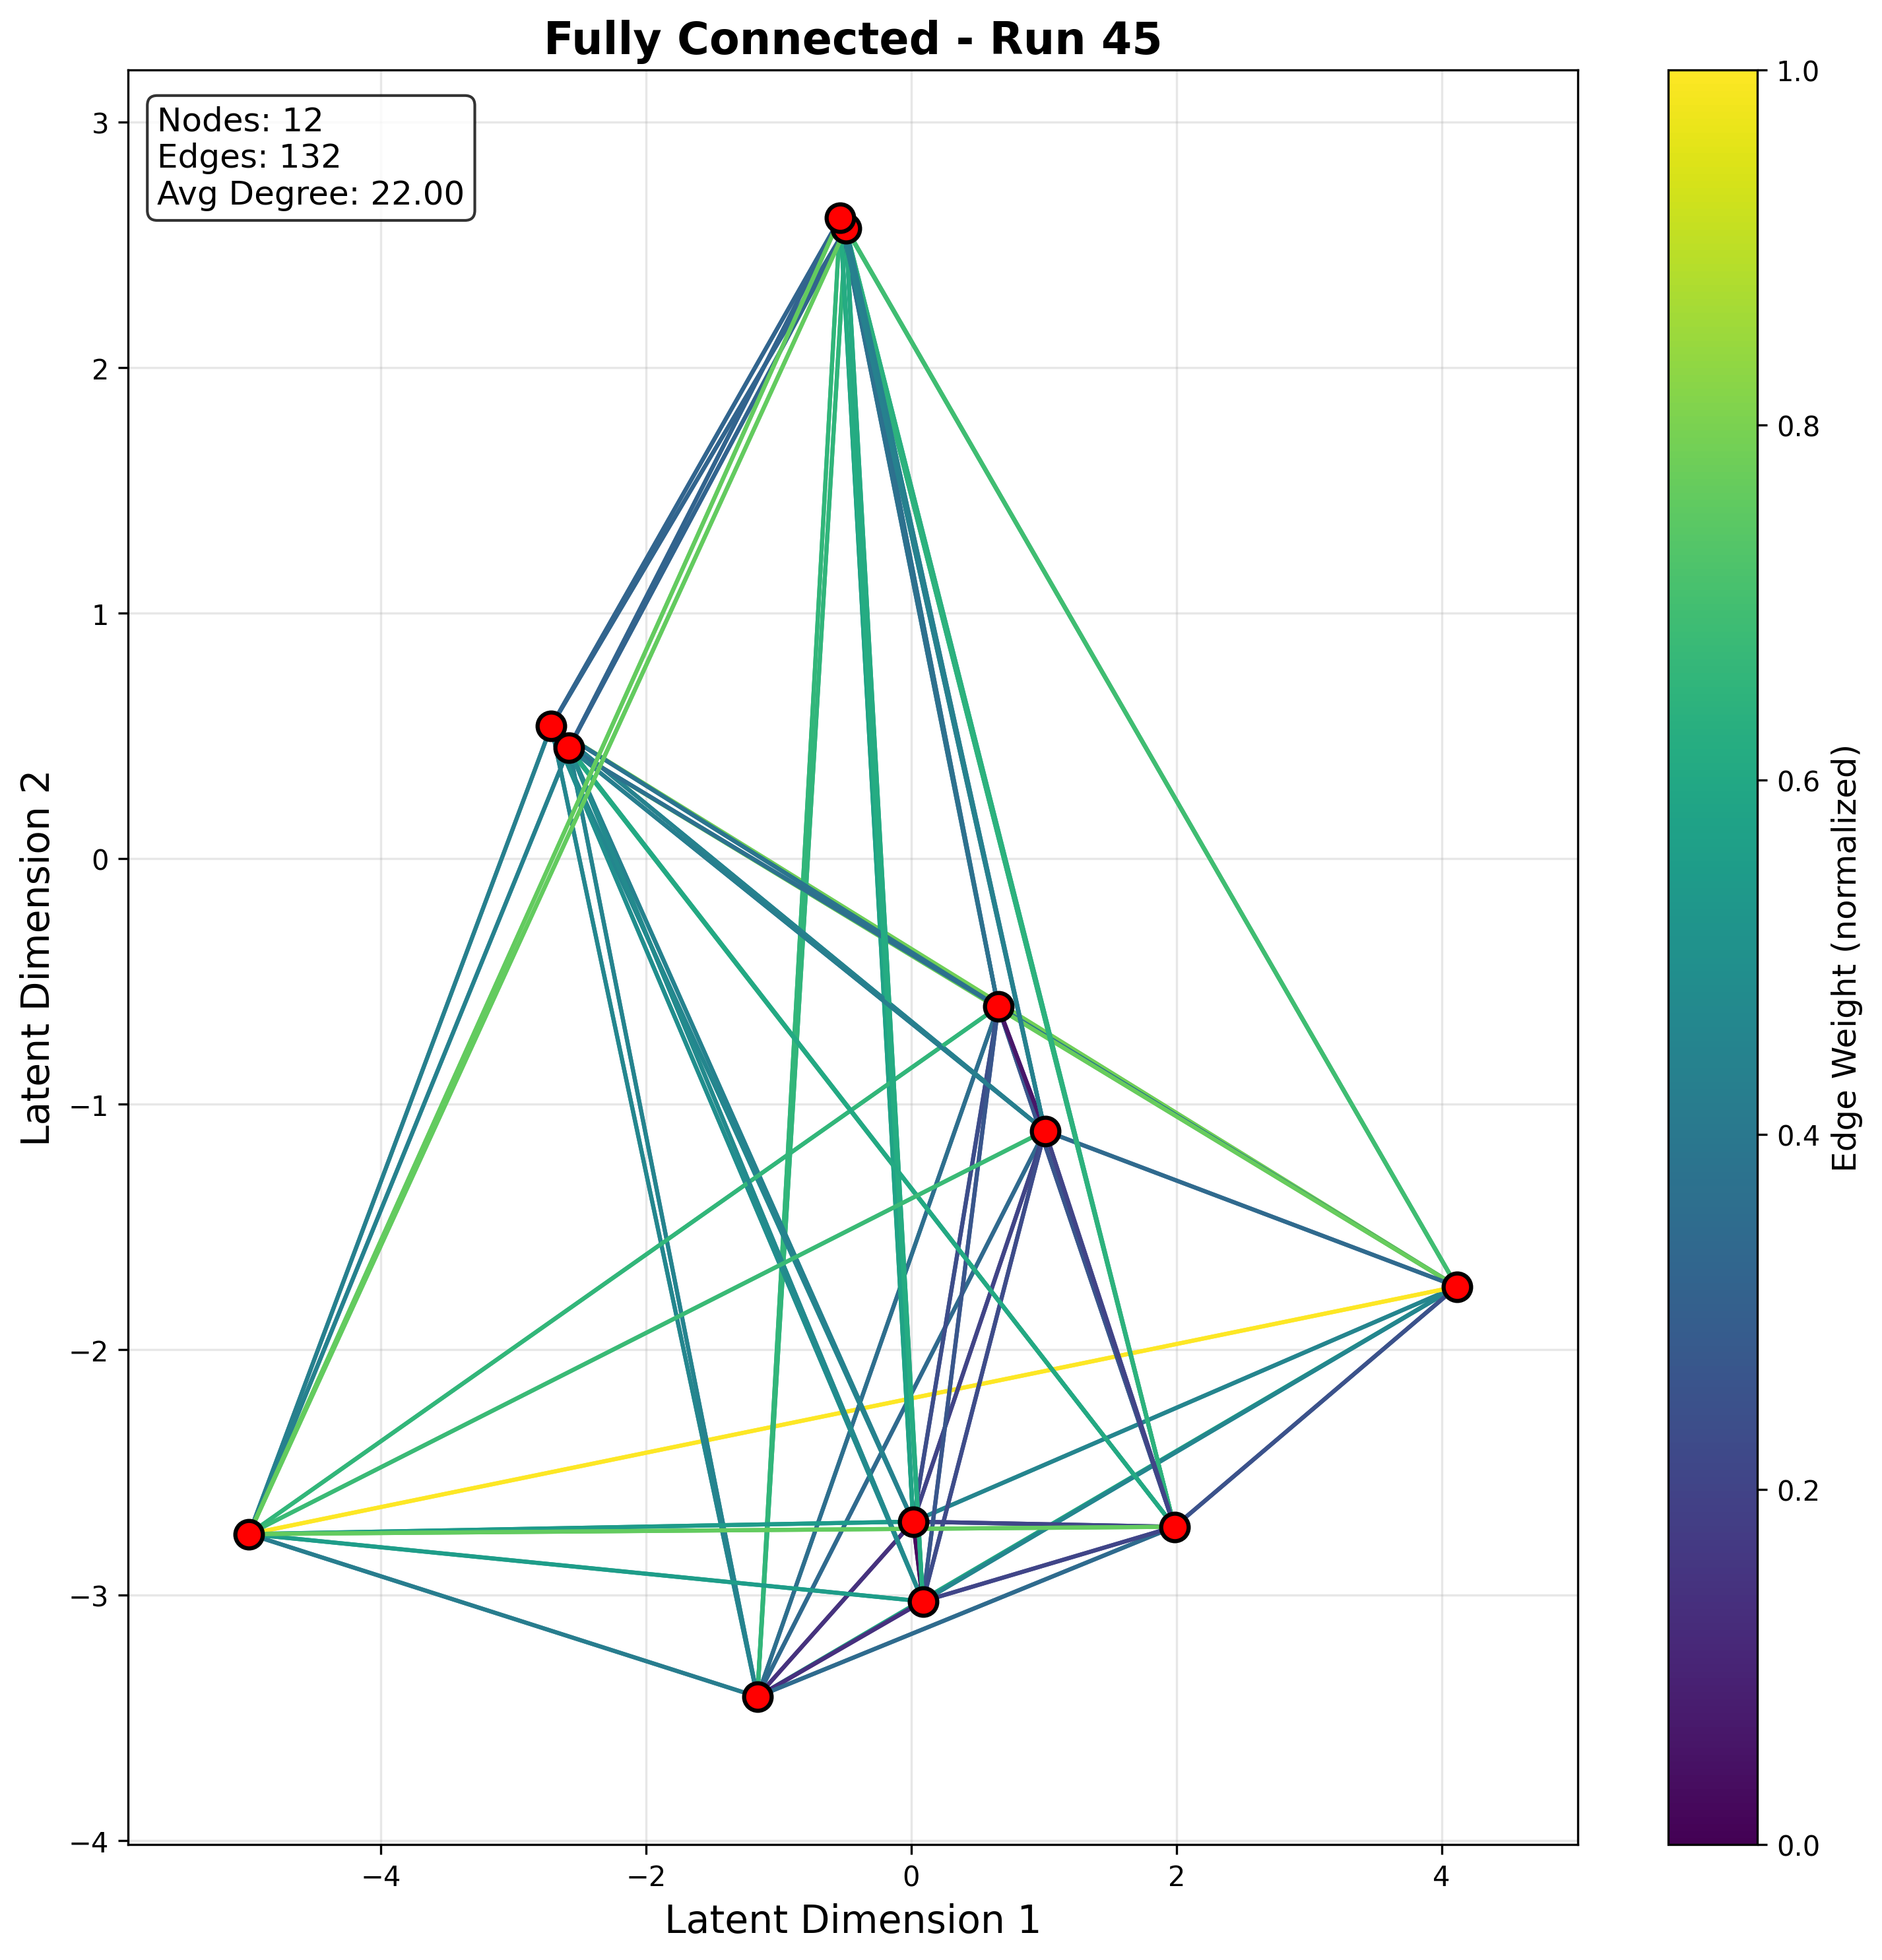 Fully Connected - Run 45
Nodes: 12
Edges: 132
Avg Degree: 22.00
3
2
1
0
−1
−2
−3
−4
−4
−2
0
2
4
Latent Dimension 1
Latent Dimension 2
1.0
0.8
0.6
0.4
0.2
0.0
Edge Weight (normalized)